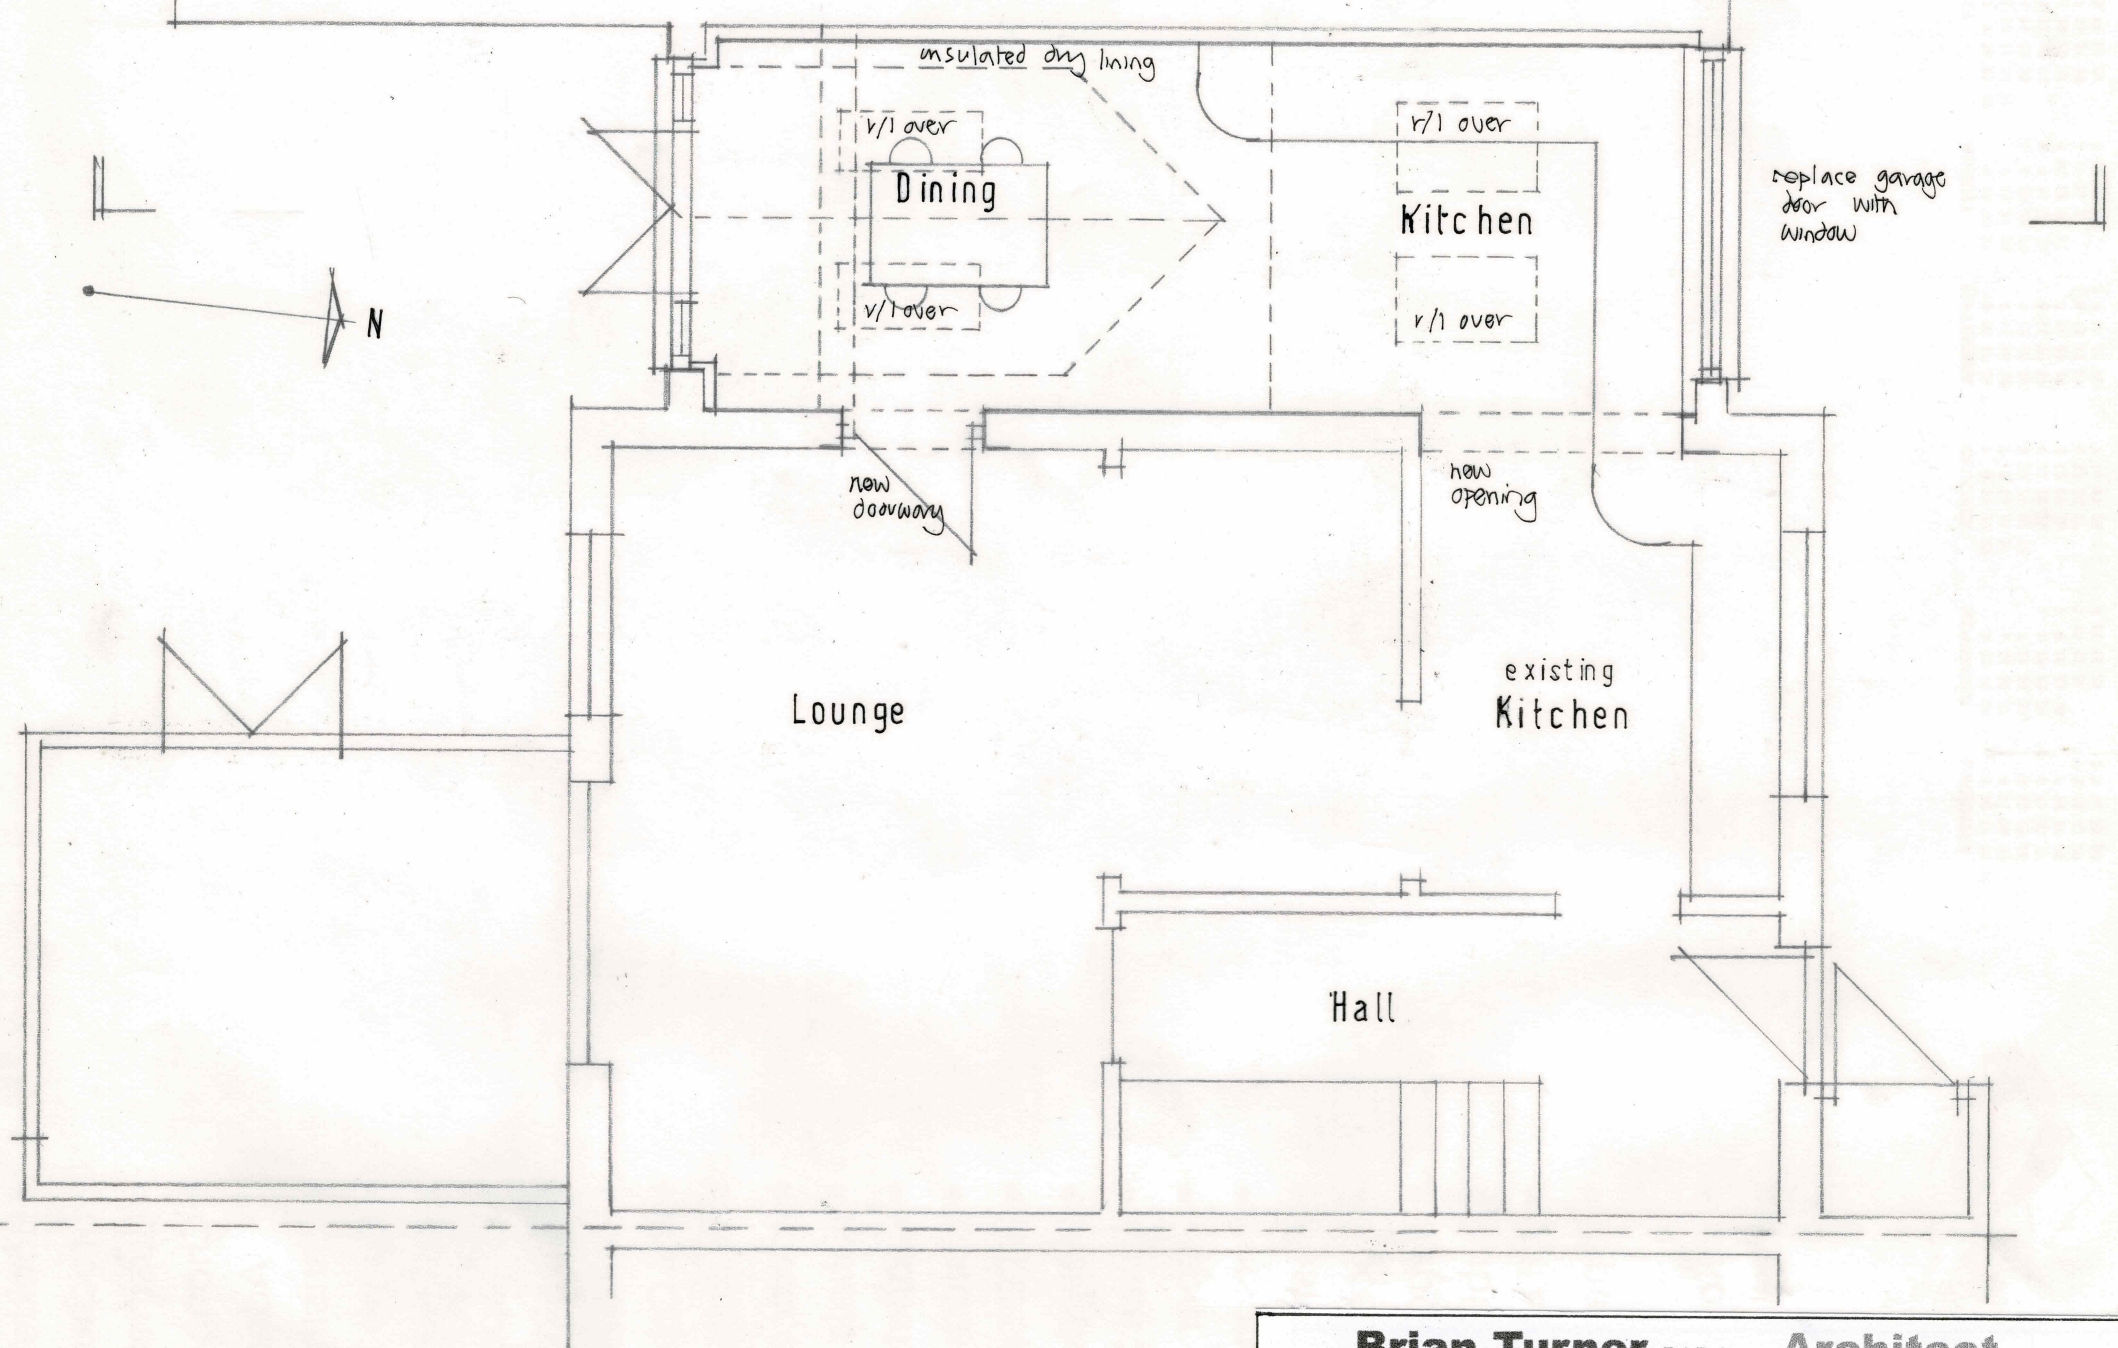 insulated dry lining
r/l over
r/l over
Dining
Kitchen
replace garage
door with
window
r/l over
r/l over
N
new
doorway
new
opening
existing
Kitchen
Lounge
Hall
Brian Turner
Architect